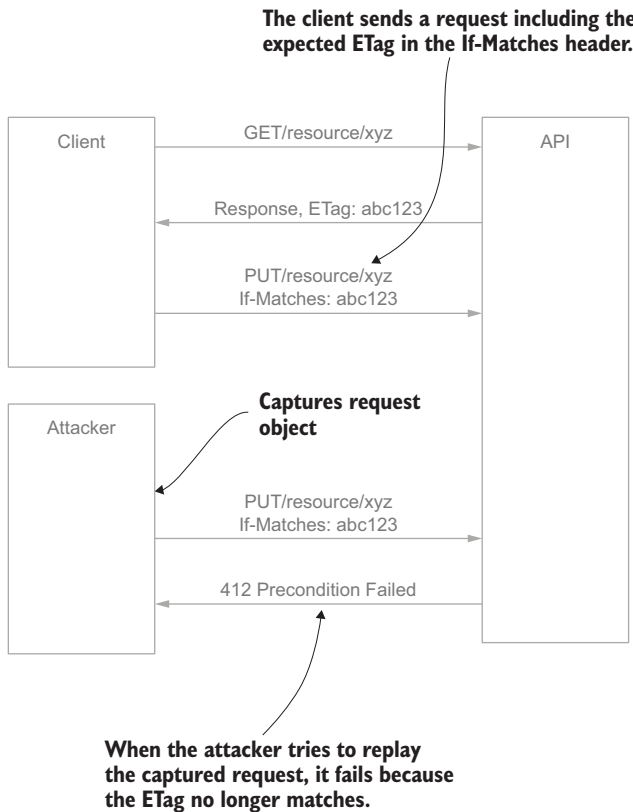 The client sends a request including the
expected ETag in the If-Matches header.
Client
GET/resource/xyz
API
Response, ETag: abc123
PUT/resource/xyz
If-Matches: abc123
Captures request
object
Attacker
PUT/resource/xyz
If-Matches: abc123
412 Precondition Failed
When the attacker tries to replay
the captured request, it fails because
the ETag no longer matches.